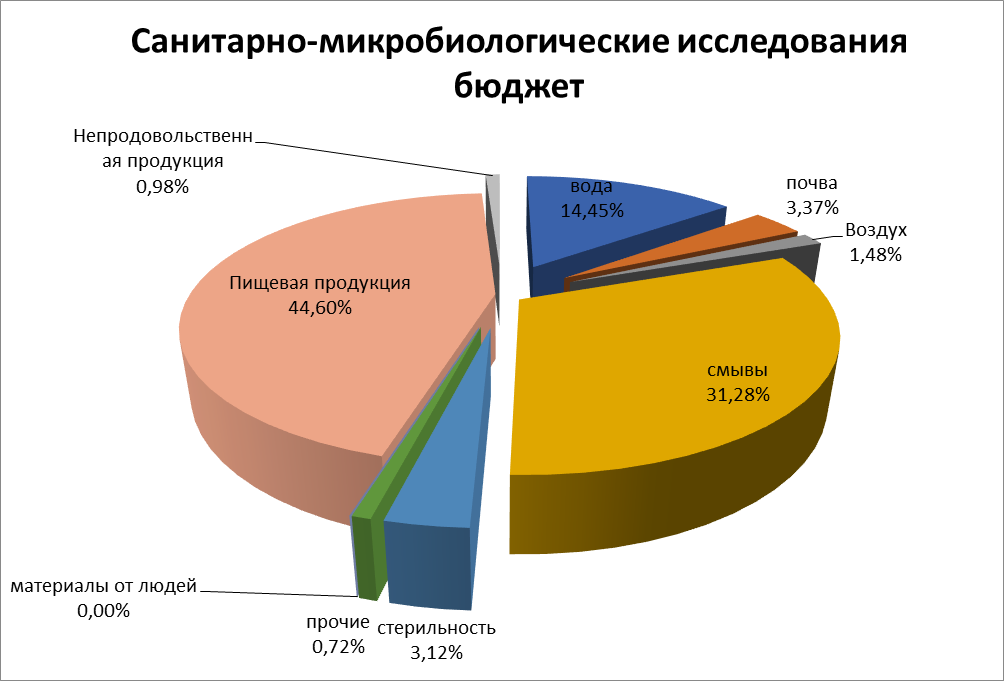 Санитарно-микробиологические исследования
бюджет
Непродовольственн
ая продукция
0,98%
вода
14,45%
почва
3,37%
Воздух
1,48%
Пищевая продукция
44,60%
смывы
31,28%
материалы от людей
0,00%
прочие
0,72%
стерильность
3,12%